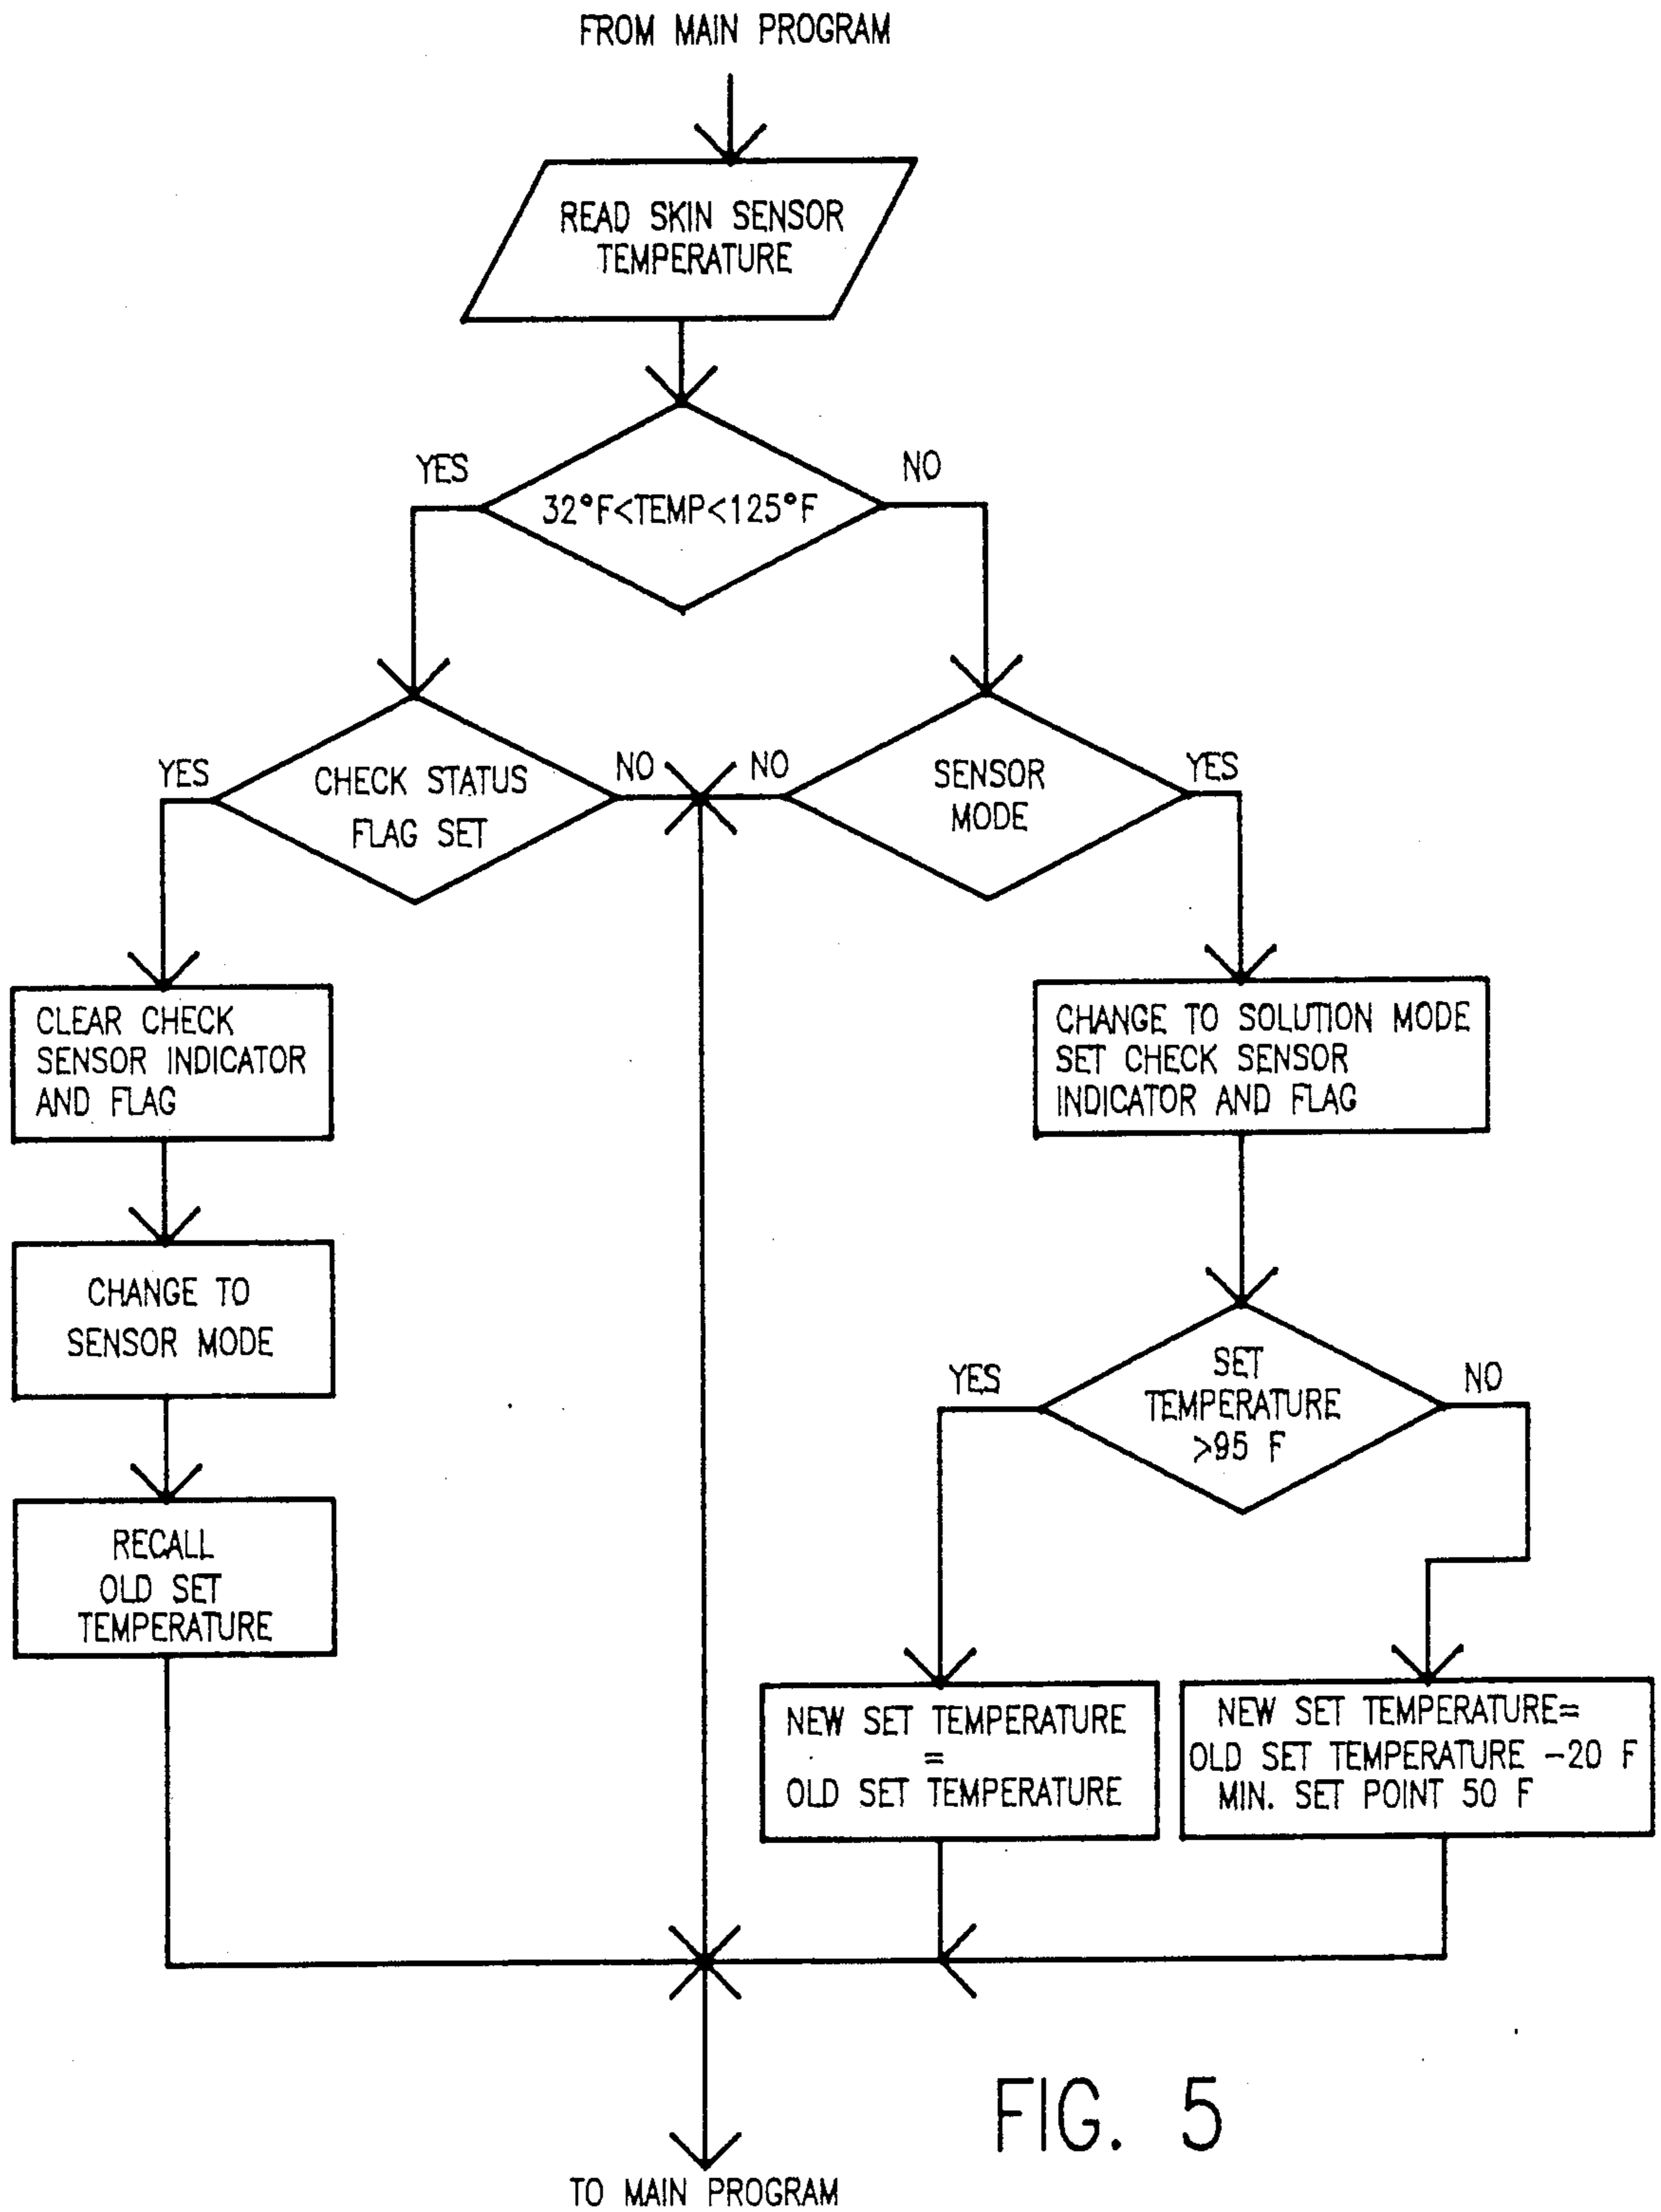 FROM MAIN PROGRAM
READ SKIN SENSOR
TEMPERATURE
YES
NO
32°F<TEMP<125°F
YES
CHECK STATUS
FLAG SET
NO
NO
SENSOR
MODE
YES
CLEAR CHECK
SENSOR INDICATOR
AND FLAG
CHANGE TO SOLUTION MODE
SET CHECK SENSOR
INDICATOR AND FLAG
CHANGE TO
SENSOR MODE
YES
SET
TEMPERATURE
>95 F
NO
RECALL
OLD SET
TEMPERATURE
NEW SET TEMPERATURE
=
OLD SET TEMPERATURE
NEW SET TEMPERATURE=
OLD SET TEMPERATURE -20 F
MIN. SET POINT 50 F
FIG. 5
TO MAIN PROGRAM